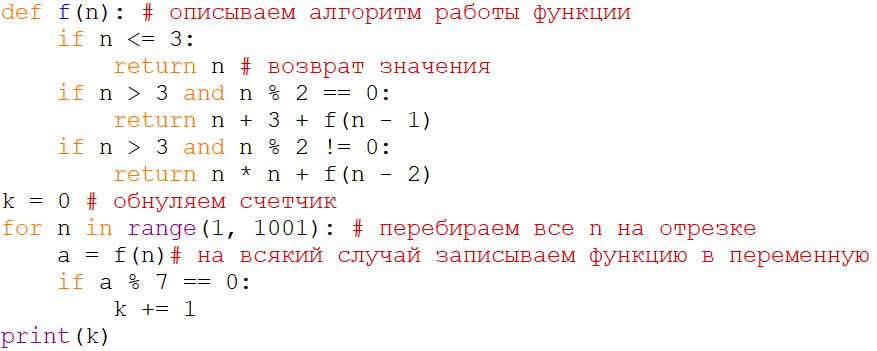 def f(n): # описываем алгоритм работы функции
    if n <= 3:
        return n # возврат значения
    if n > 3 and n % 2 == 0:
        return n + 3 + f(n - 1)
    if n > 3 and n % 2 != 0:
        return n * n + f(n - 2)
k = 0 # обнуляем счетчик
for n in range(1, 1001): # перебираем все n на отрезке
    a = f(n)# на всякий случай записываем функцию в переменную
    if a % 7 == 0:
        k += 1
print(k)